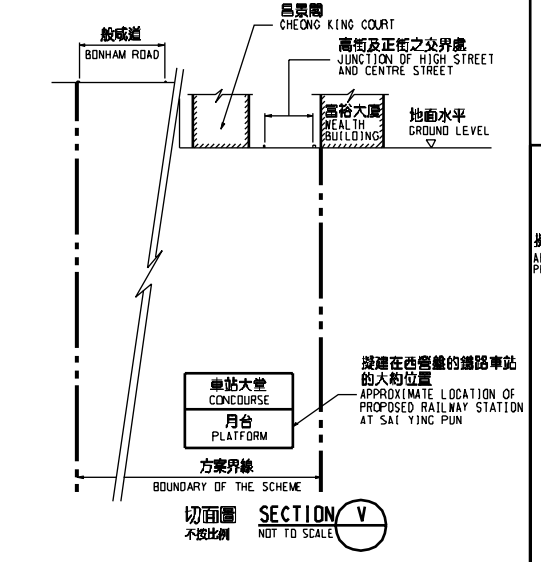 昌景閣
CHEONG KING COURT
般咸道
BONHAM ROAD
高街及正街之交界處
JUNCTION OF HIGH STREET
AND CENTRE STREET
富裕大廈
WEALTH
BUILDING
地面水平
GROUND LEVEL
擬建在西營盤的鐵路車站
的大約位置
APPROXIMATE LOCATION OF
PROPOSED RAILWAY STATION
AT SAI YING PUN
車站大堂
CONCOURSE
月台
PLATFORM
方案界線
BOUNDARY OF THE SCHEME
切面圖 SECTION V
不按比例 NOT TO SCALE